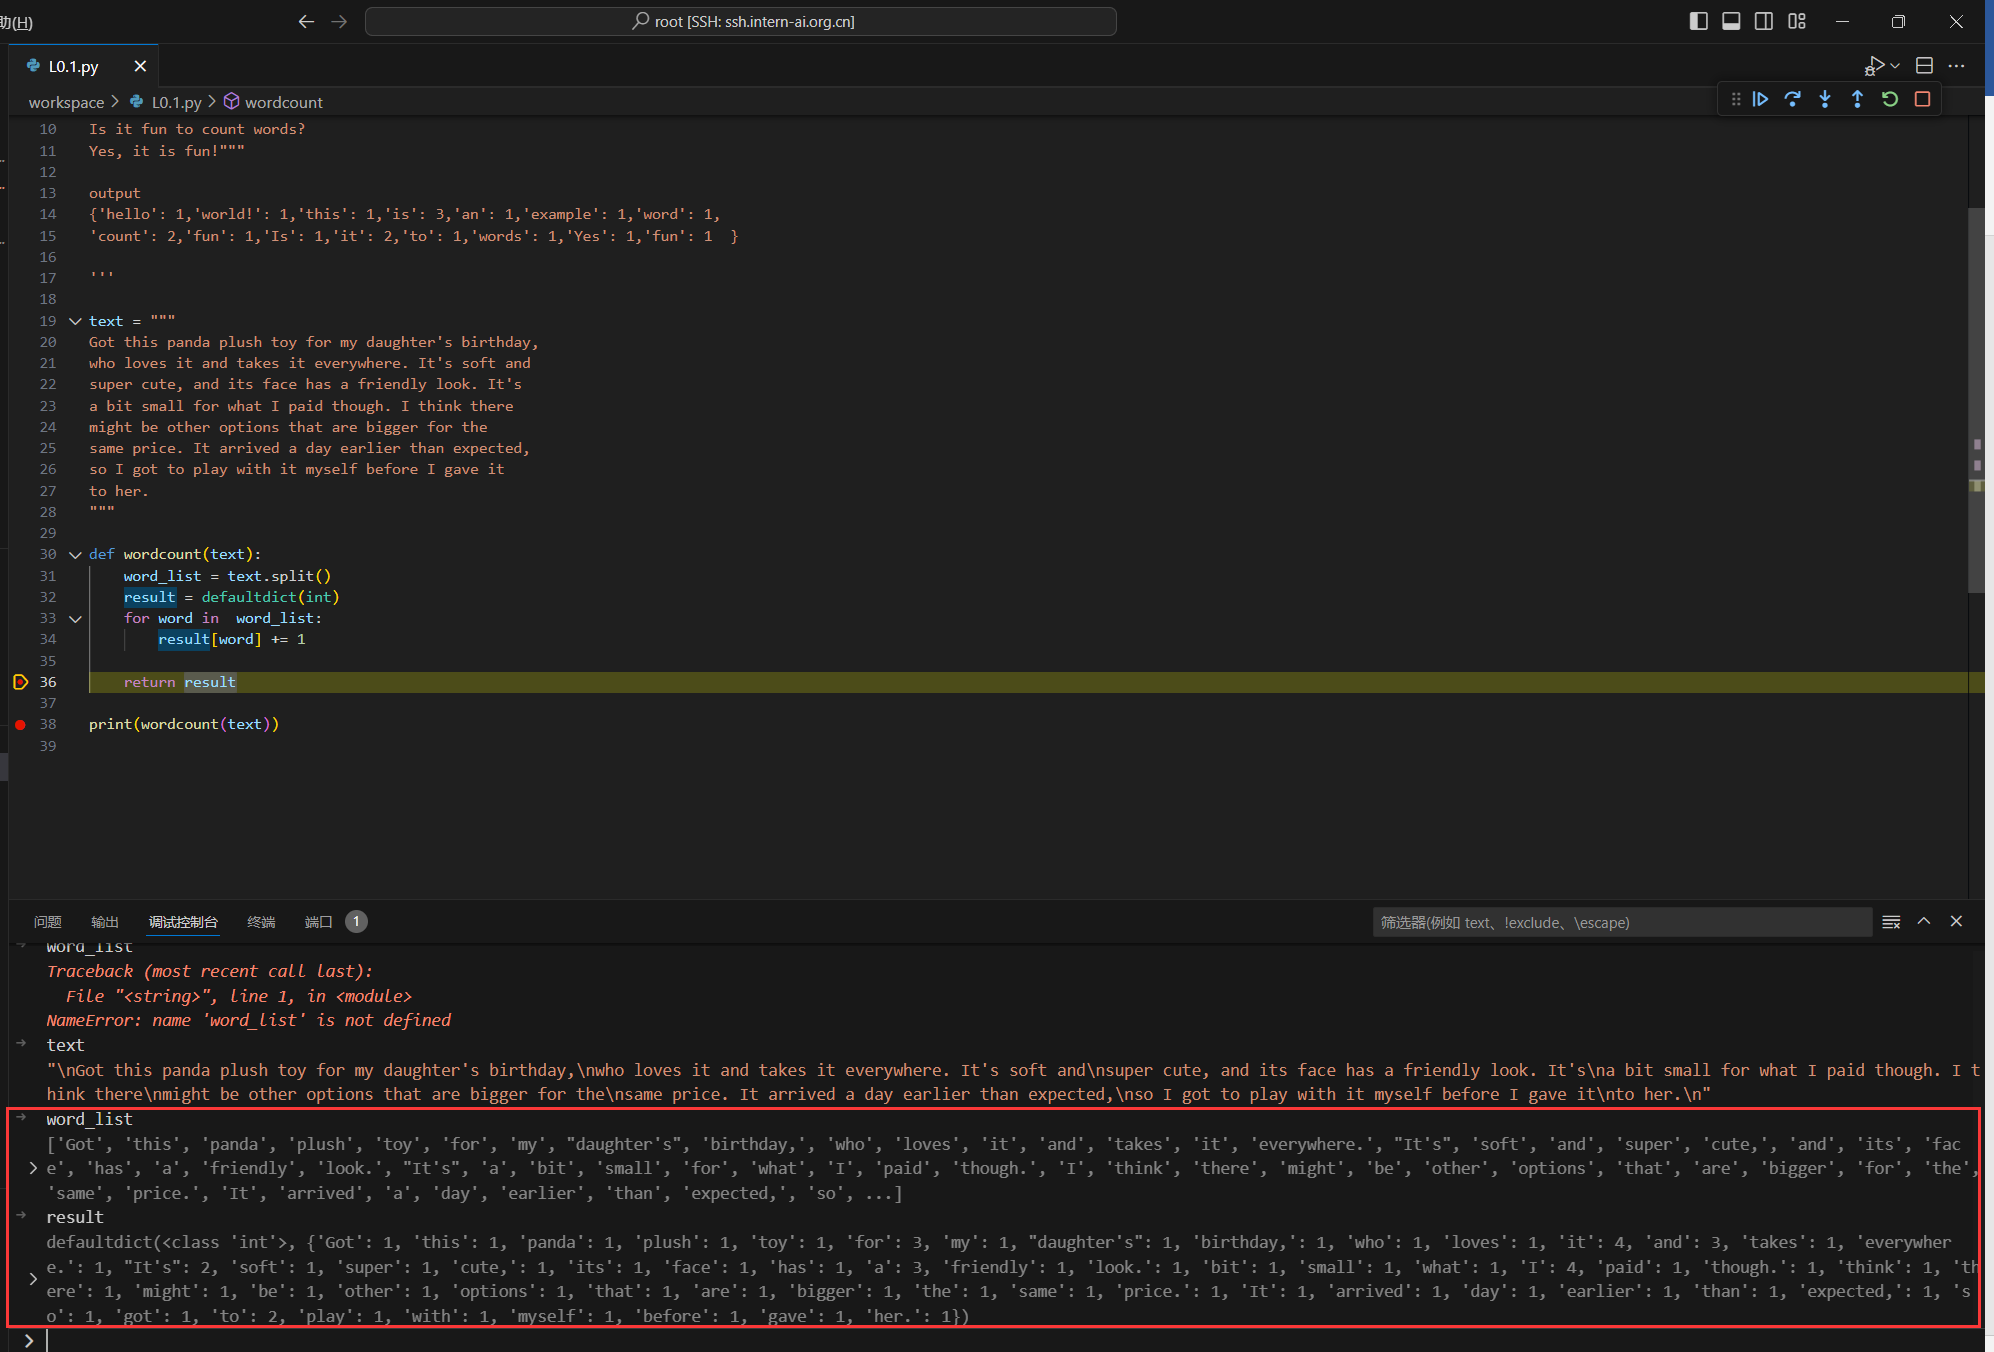 助(H)
root [SSH: ssh.intern-ai.org.cn]
L0.1.py
workspace > L0.1.py > wordcount
10 Is it fun to count words?
11 Yes, it is fun!"""
12
13 output
14 {'hello': 1,'world!': 1,'this': 1,'is': 3,'an': 1,'example': 1,'word': 1,
15 'count': 2,'fun': 1,'Is': 1,'it': 2,'to': 1,'words': 1,'Yes': 1,'fun': 1  }
16
17 '''
18
19 text = """
20 Got this panda plush toy for my daughter's birthday,
21 who loves it and takes it everywhere. It's soft and
22 super cute, and its face has a friendly look. It's
23 a bit small for what I paid though. I think there
24 might be other options that are bigger for the
25 same price. It arrived a day earlier than expected,
26 so I got to play with it myself before I gave it
27 to her.
28 """
29
30 def wordcount(text):
31     word_list = text.split()
32     result = defaultdict(int)
33     for word in  word_list:
34         result[word] += 1
35
36     return result
37
38 print(wordcount(text))
39
问题 输出 调试控制台 终端 端口 1 筛选器(例如 text、!exclude、\escape)
word_list
Traceback (most recent call last):
  File "<string>", line 1, in <module>
NameError: name 'word_list' is not defined
text
"\nGot this panda plush toy for my daughter's birthday,\nwho loves it and takes it everywhere. It's soft and\nsuper cute, and its face has a friendly look. It's\na bit small for what I paid though. I t
hink there\nmight be other options that are bigger for the\nsame price. It arrived a day earlier than expected,\nso I got to play with it myself before I gave it\nto her.\n"
word_list
['Got', 'this', 'panda', 'plush', 'toy', 'for', 'my', "daughter's", 'birthday,', 'who', 'loves', 'it', 'and', 'takes', 'it', 'everywhere.', "It's", 'soft', 'and', 'super', 'cute,', 'and', 'its', 'fac
e', 'has', 'a', 'friendly', 'look.', "It's", 'a', 'bit', 'small', 'for', 'what', 'I', 'paid', 'though.', 'I', 'think', 'there', 'might', 'be', 'other', 'options', 'that', 'are', 'bigger', 'for', 'the',
'same', 'price.', 'It', 'arrived', 'a', 'day', 'earlier', 'than', 'expected,', 'so', ...]
result
defaultdict(<class 'int'>, {'Got': 1, 'this': 1, 'panda': 1, 'plush': 1, 'toy': 1, 'for': 3, 'my': 1, "daughter's": 1, 'birthday,': 1, 'who': 1, 'loves': 1, 'it': 4, 'and': 3, 'takes': 1, 'everywher
e.': 1, "It's": 2, 'soft': 1, 'super': 1, 'cute,': 1, 'its': 1, 'face': 1, 'has': 1, 'a': 3, 'friendly': 1, 'look.': 1, 'bit': 1, 'small': 1, 'what': 1, 'I': 4, 'paid': 1, 'though.': 1, 'think': 1, 'th
ere': 1, 'might': 1, 'be': 1, 'other': 1, 'options': 1, 'that': 1, 'are': 1, 'bigger': 1, 'the': 1, 'same': 1, 'price.': 1, 'It': 1, 'arrived': 1, 'day': 1, 'earlier': 1, 'than': 1, 'expected,': 1, 's
o': 1, 'got': 1, 'to': 2, 'play': 1, 'with': 1, 'myself': 1, 'before': 1, 'gave': 1, 'her.': 1})